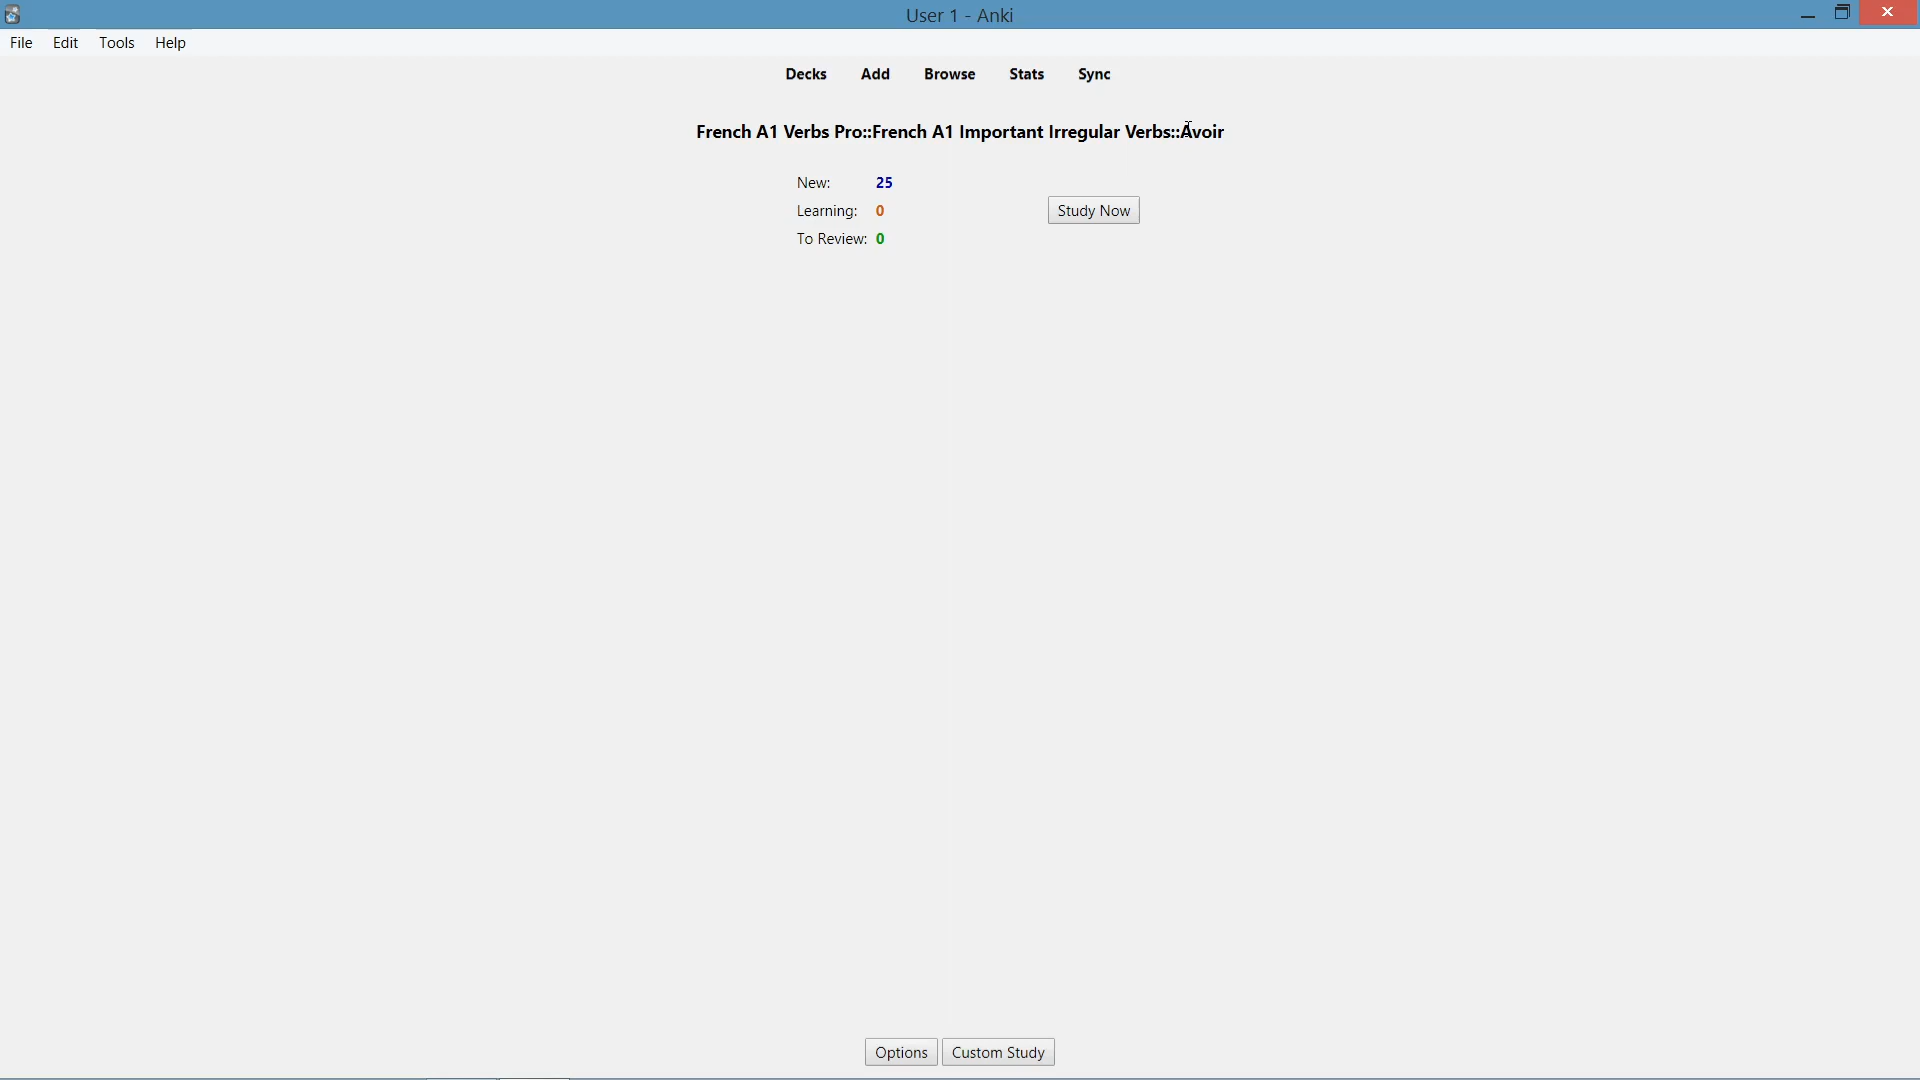 User 1 - Anki
File Edit Tools Help
Decks Add Browse Stats Sync
French A1 Verbs Pro::French A1 Important Irregular Verbs::Avoir
New: 25
Learning: 0
To Review: 0
Study Now
Options Custom Study